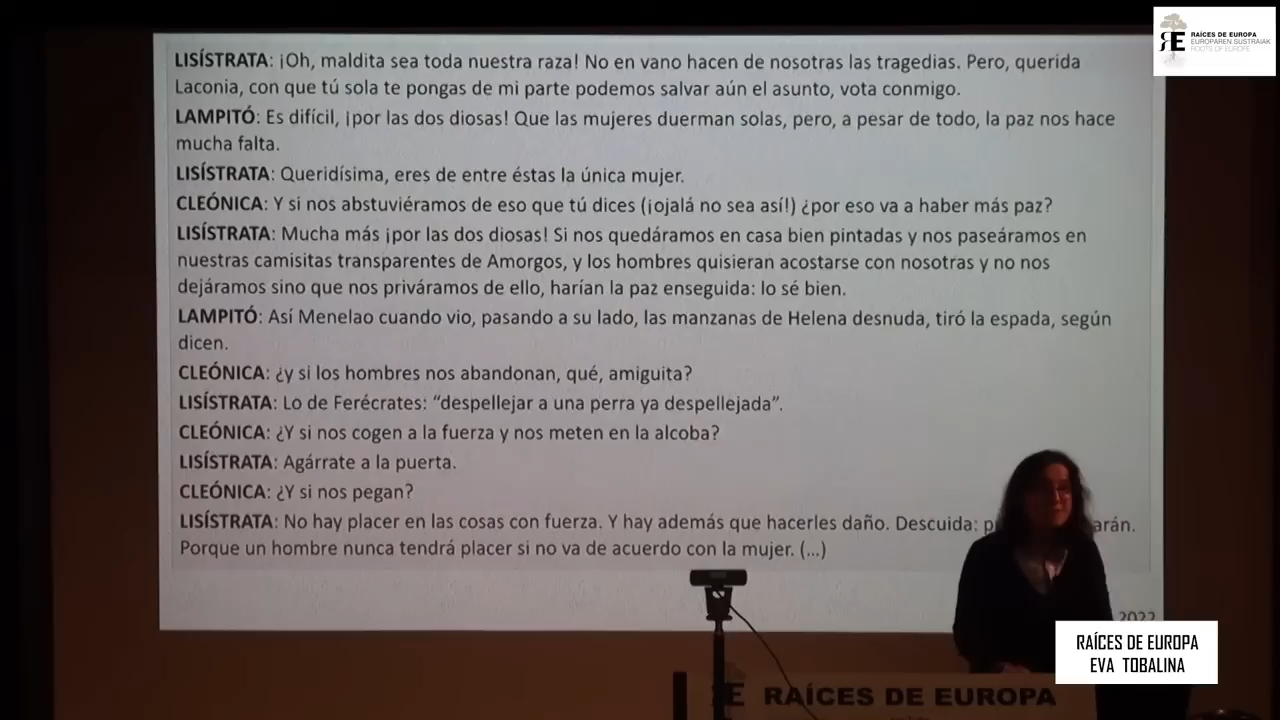 RAÍCES DE EUROPA
EUROPAREN SUSTRAIAK
ROOTS OF EUROPE
LISÍSTRATA: ¡Oh, maldita sea toda nuestra raza! No en vano hacen de nosotras las tragedias. Pero, querida
Laconia, con que tú sola te pongas de mi parte podemos salvar aún el asunto, vota conmigo.
LAMPITÓ: Es difícil, ¡por las dos diosas! Que las mujeres duerman solas, pero, a pesar de todo, la paz nos hace
mucha falta.
LISÍSTRATA: Queridísima, eres de entre éstas la única mujer.
CLEÓNICA: Y si nos abstuviéramos de eso que tú dices (¡ojalá no sea así!) ¿por eso va a haber más paz?
LISÍSTRATA: Mucha más ¡por las dos diosas! Si nos quedáramos en casa bien pintadas y nos paseáramos en
nuestras camisitas transparentes de Amorgos, y los hombres quisieran acostarse con nosotras y no nos
dejáramos sino que nos priváramos de ello, harían la paz enseguida: lo sé bien.
LAMPITÓ: Así Menelao cuando vio, pasando a su lado, las manzanas de Helena desnuda, tiró la espada, según
dicen.
CLEÓNICA: ¿y si los hombres nos abandonan, qué, amiguita?
LISÍSTRATA: Lo de Ferécrates: “despellejar a una perra ya despellejada”.
CLEÓNICA: ¿Y si nos cogen a la fuerza y nos meten en la alcoba?
LISÍSTRATA: Agárrate a la puerta.
CLEÓNICA: ¿Y si nos pegan?
LISÍSTRATA: No hay placer en las cosas con fuerza. Y hay además que hacerles daño. Descuida:
Porque un hombre nunca tendrá placer si no va de acuerdo con la mujer. (...)
2022
RAÍCES DE EUROPA
EVA TOBALINA
RAÍCES DE EUROPA